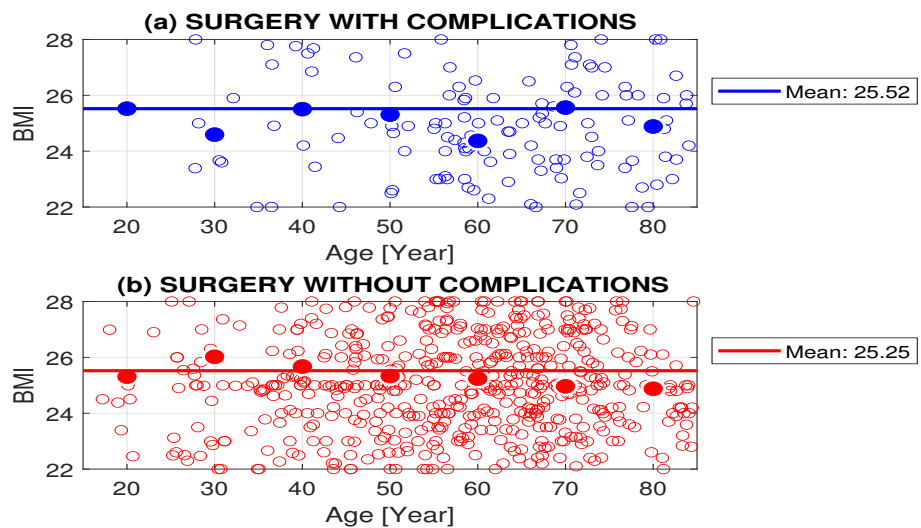 (a) SURGERY WITH COMPLICATIONS
28
26
24
22
BMI
20 30 40 50 60 70 80
Age [Year]
Mean: 25.52
(b) SURGERY WITHOUT COMPLICATIONS
28
26
24
22
BMI
20 30 40 50 60 70 80
Age [Year]
Mean: 25.25